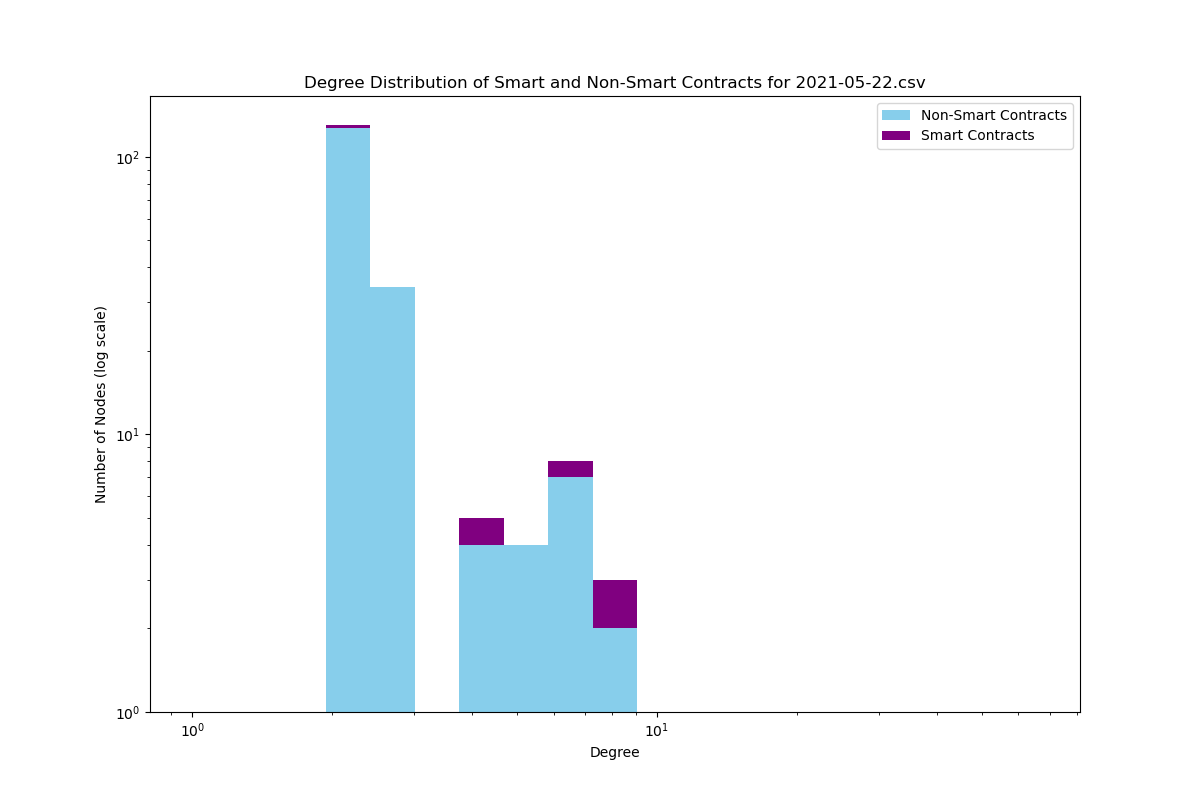 Degree Distribution of Smart and Non-Smart Contracts for 2021-05-22.csv
Non-Smart Contracts
Smart Contracts
10²
10¹
10⁰
Number of Nodes (log scale)
10⁰ 10¹
Degree